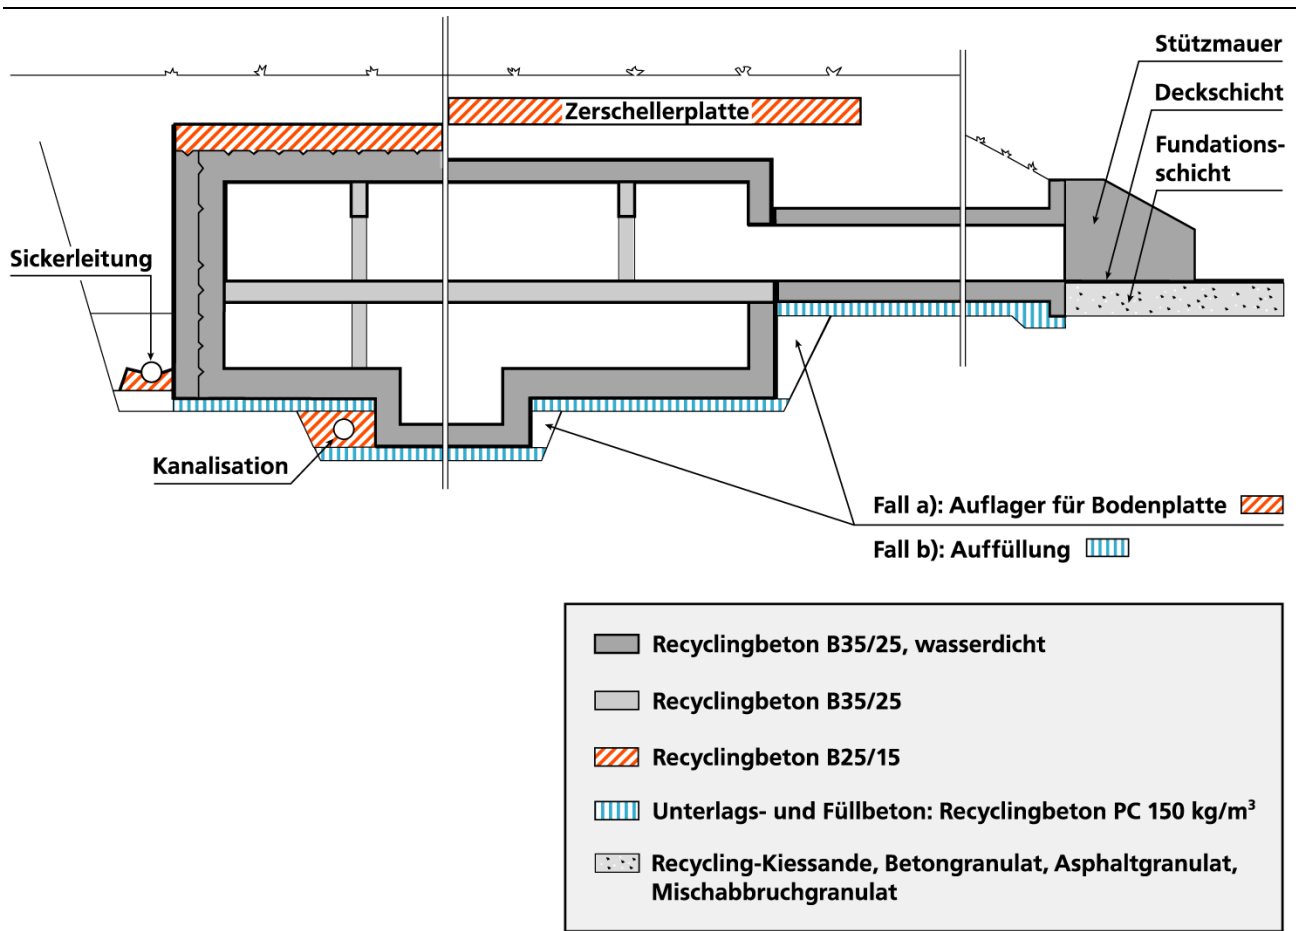 Stützmauer
Deckschicht
Zerschellerplatte
Fundations-
schicht
Sickerleitung
Kanalisation
Fall a): Auflager für Bodenplatte
Fall b): Auffüllung
Recyclingbeton B35/25, wasserdicht
Recyclingbeton B35/25
Recyclingbeton B25/15
Unterlags- und Füllbeton: Recyclingbeton PC 150 kg/m³
Recycling-Kiessande, Betongranulat, Asphaltgranulat,
Mischabbruchgranulat